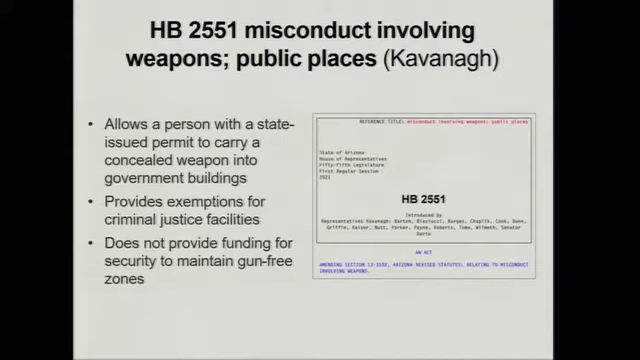 HB 2551 misconduct involving
weapons; public places (Kavanagh)
• Allows a person with a state-
issued permit to carry a
concealed weapon into
government buildings
• Provides exemptions for
criminal justice facilities
• Does not provide funding for
security to maintain gun-free
zones
REFERENCE TITLE: misconduct involving weapons; public places
State of Arizona
House of Representatives
Fifty-fifth Legislature
First Regular Session
2021
HB 2551
Introduced by
Representatives Kavanagh: Barton, Biasiucci, Burges, Chaplik, Cook, Dunn,
Griffin, Kaiser, Nutt, Parker, Payne, Roberts, Toma, Wilmeth, Senator
AN ACT
AMENDING SECTION 13-3102, ARIZONA REVISED STATUTES; RELATING TO MISCONDUCT
INVOLVING WEAPONS.